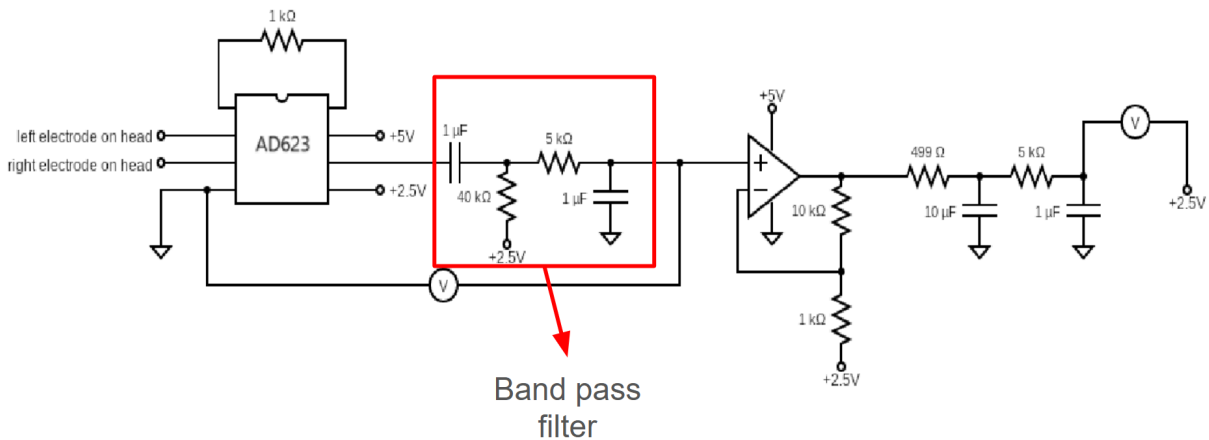 1 kΩ
left electrode on head
right electrode on head
AD623
+5V
+2.5V
1 µF
5 kΩ
40 kΩ
1 µF
+2.5V
V
+5V
+
−
10 kΩ
1 kΩ
+2.5V
499 Ω
5 kΩ
10 µF
1 µF
V
+2.5V
Band pass
filter